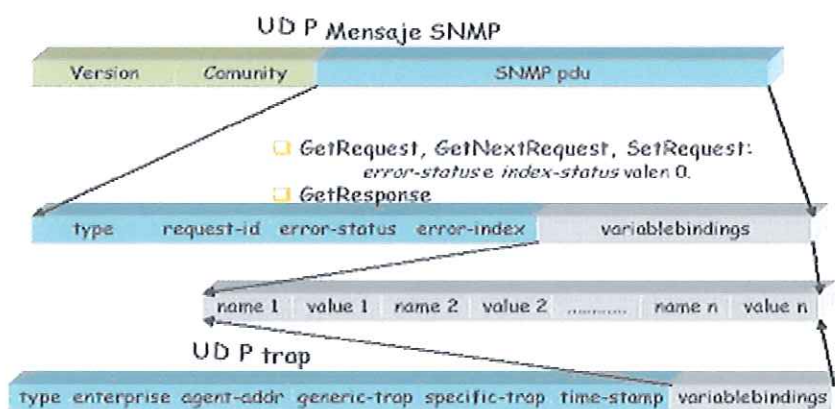 UD P Mensaje SNMP
Version Comunity SNMP pdu
GetRequest, GetNextRequest, SetRequest:
error-status e index-status valen 0.
GetResponse
type request-id error-status error-index variablebindings
name 1 value 1 name 2 value 2 ............ name n value n
UD P trap
type enterprise agent-addr generic-trap specific-trap time-stamp variablebindings